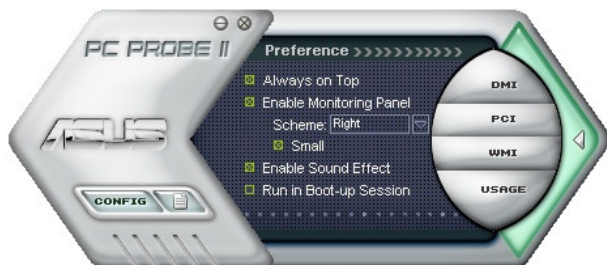 PC PROBE II
Preference
Always on Top
Enable Monitoring Panel
Scheme: Right
Small
Enable Sound Effect
Run in Boot-up Session
ASUS
CONFIG
DMI
PCI
WMI
USAGE